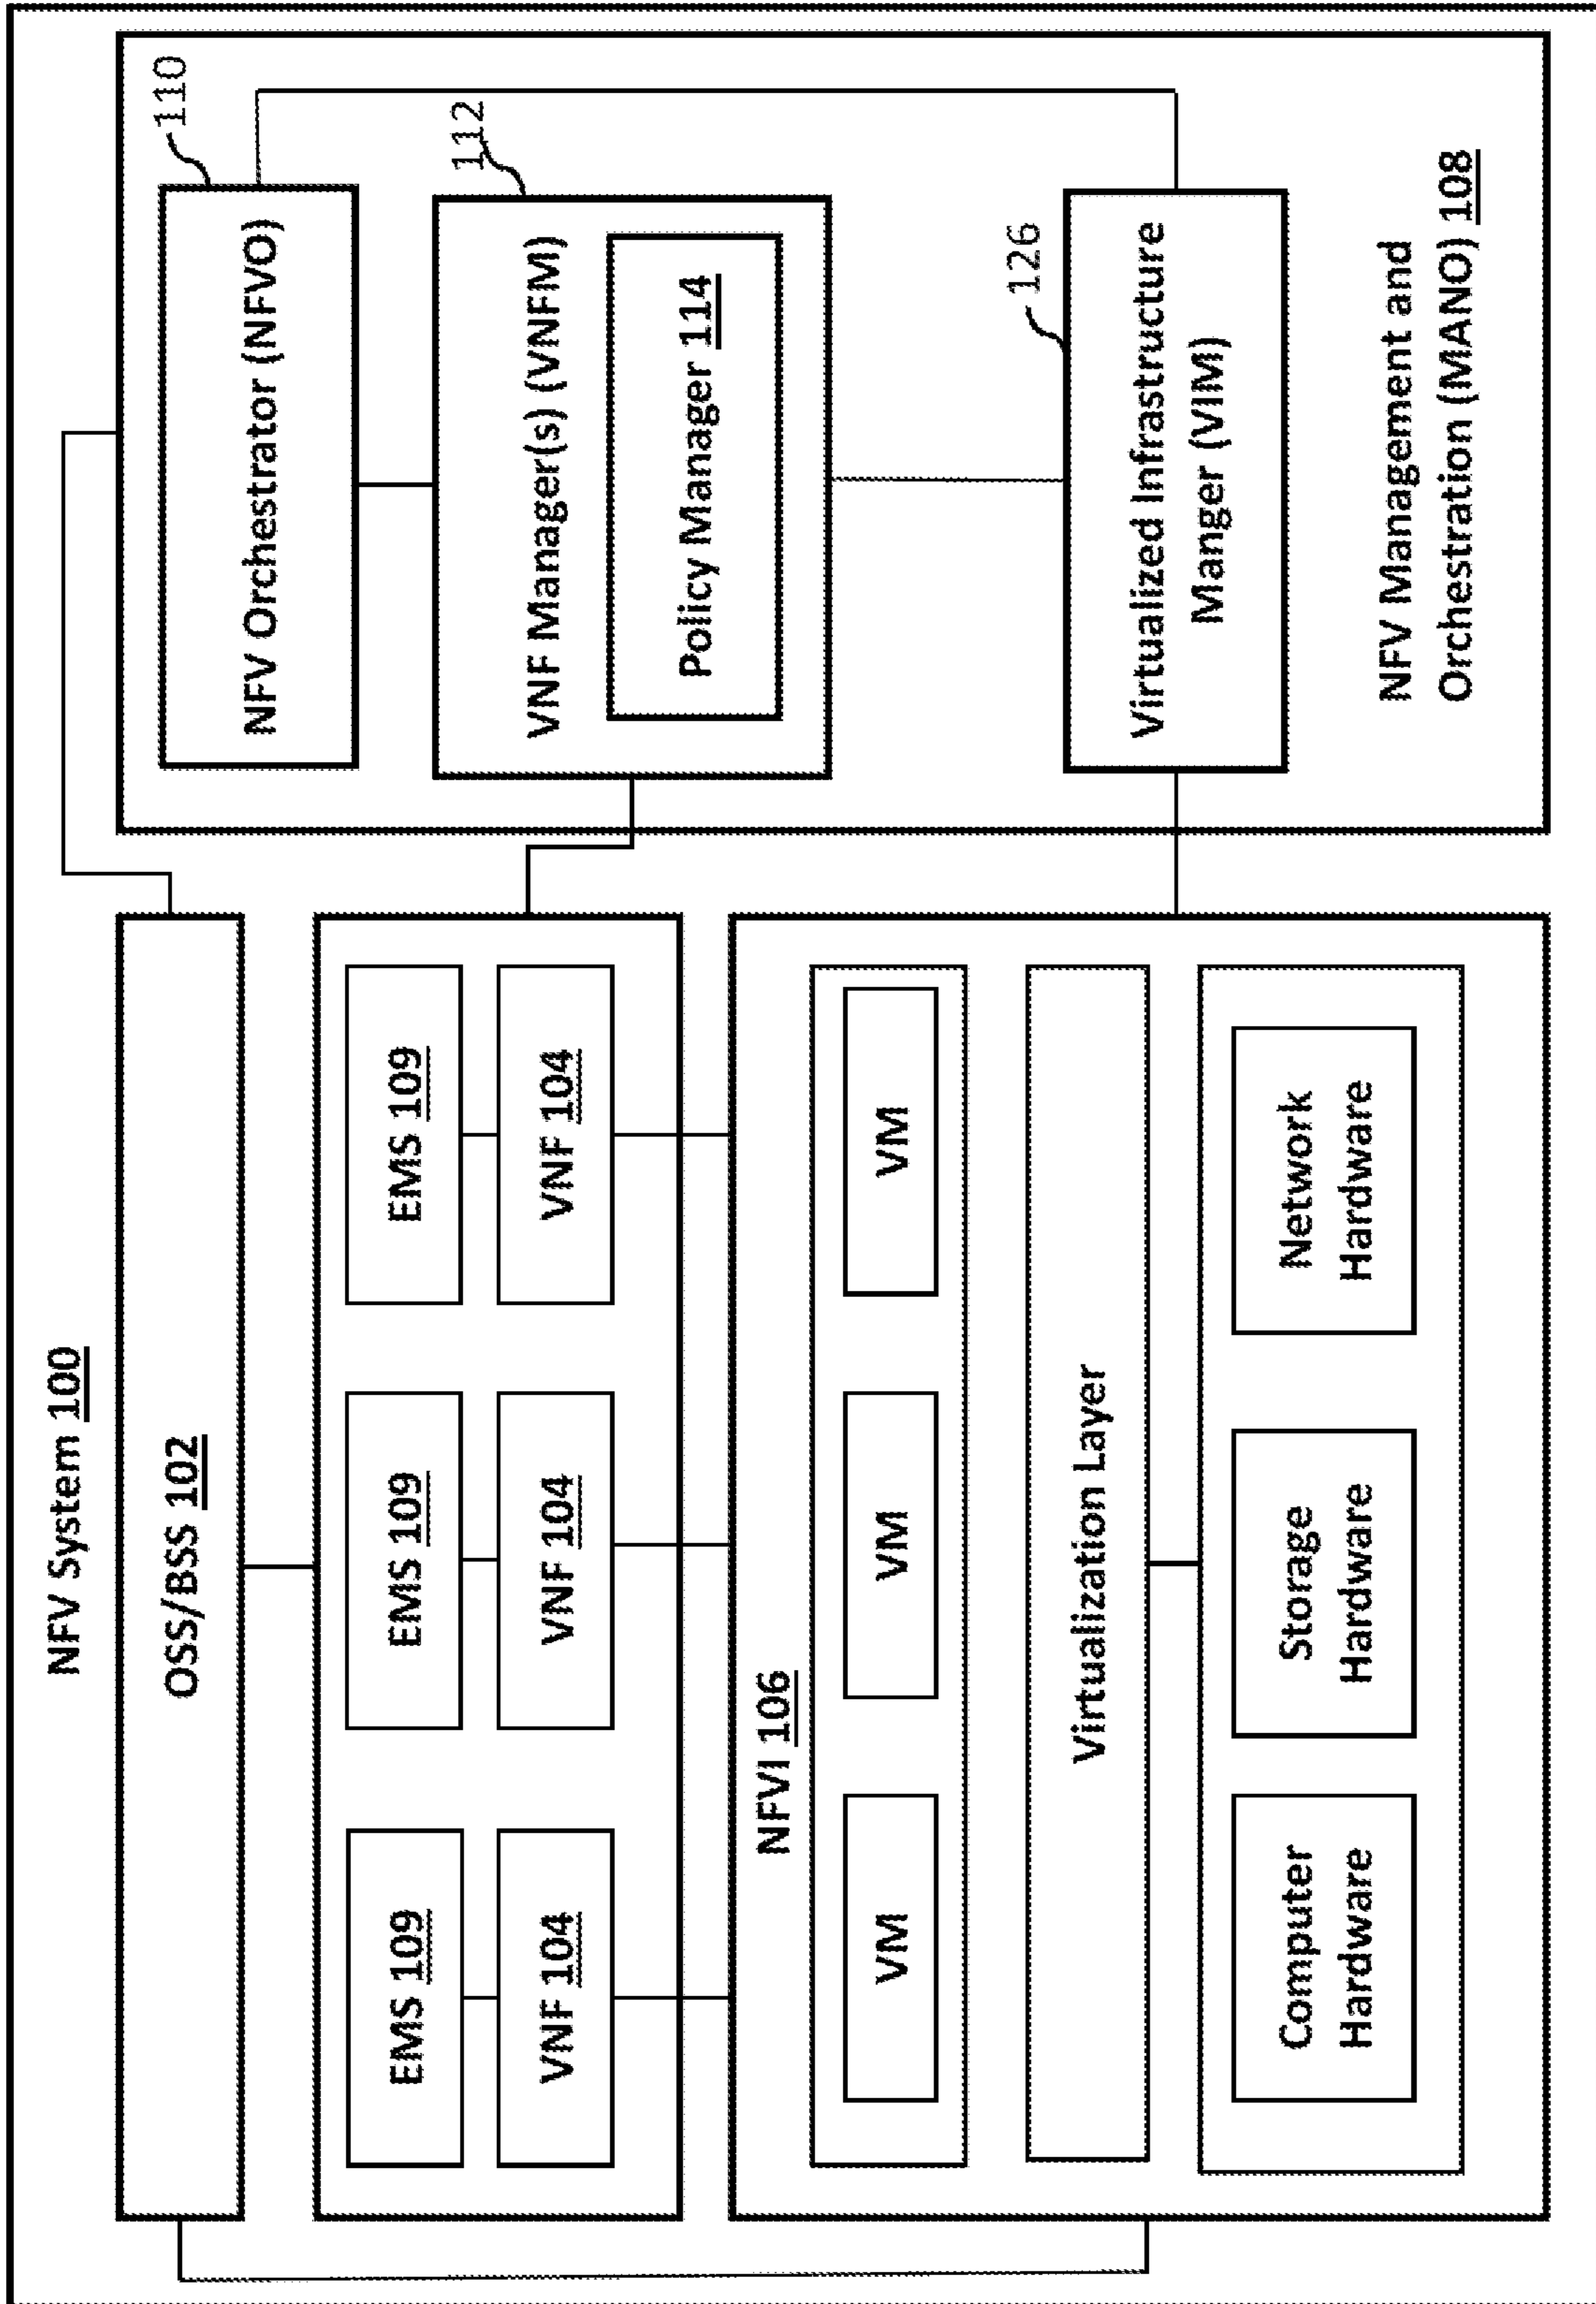 NFV System 100
OSS/BSS 102
EMS 109
EMS 109
EMS 109
VNF 104
VNF 104
VNF 104
NFVI 106
VM
VM
VM
Virtualization Layer
Computer
Hardware
Storage
Hardware
Network
Hardware
110
NFV Orchestrator (NFVO)
112
VNF Manager(s) (VNFM)
Policy Manager 114
126
Virtualized Infrastructure
Manger (VIM)
NFV Management and
Orchestration (MANO) 108